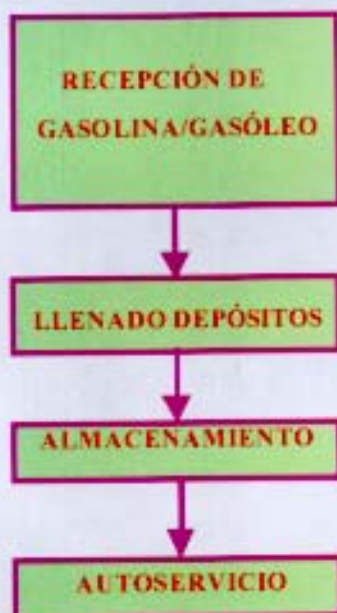 RECEPCIÓN DE
GASOLINA/GASÓLEO
LLENADO DEPÓSITOS
ALMACENAMIENTO
AUTOSERVICIO